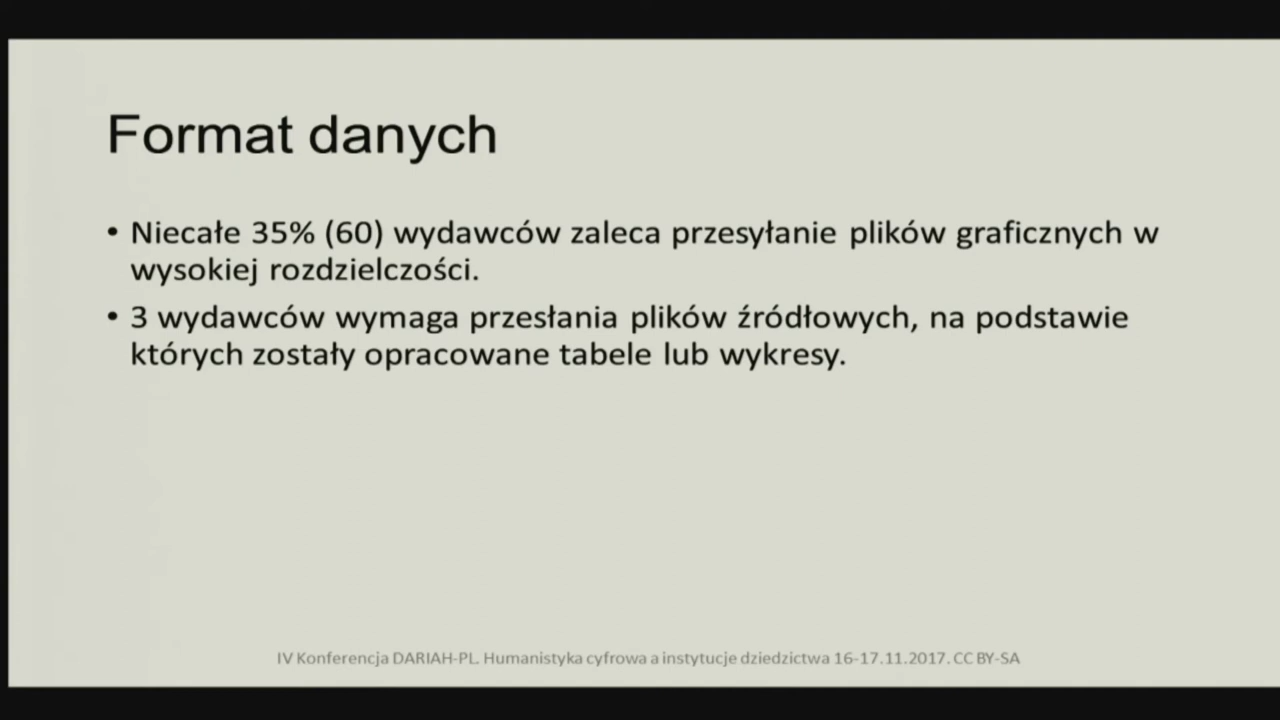 Format danych
• Niecałe 35% (60) wydawców zaleca przesyłanie plików graficznych w
wysokiej rozdzielczości.
• 3 wydawców wymaga przesłania plików źródłowych, na podstawie
których zostały opracowane tabele lub wykresy.
IV Konferencja DARIAH-PL. Humanistyka cyfrowa a instytucje dziedzictwa 16-17.11.2017. CC BY-SA